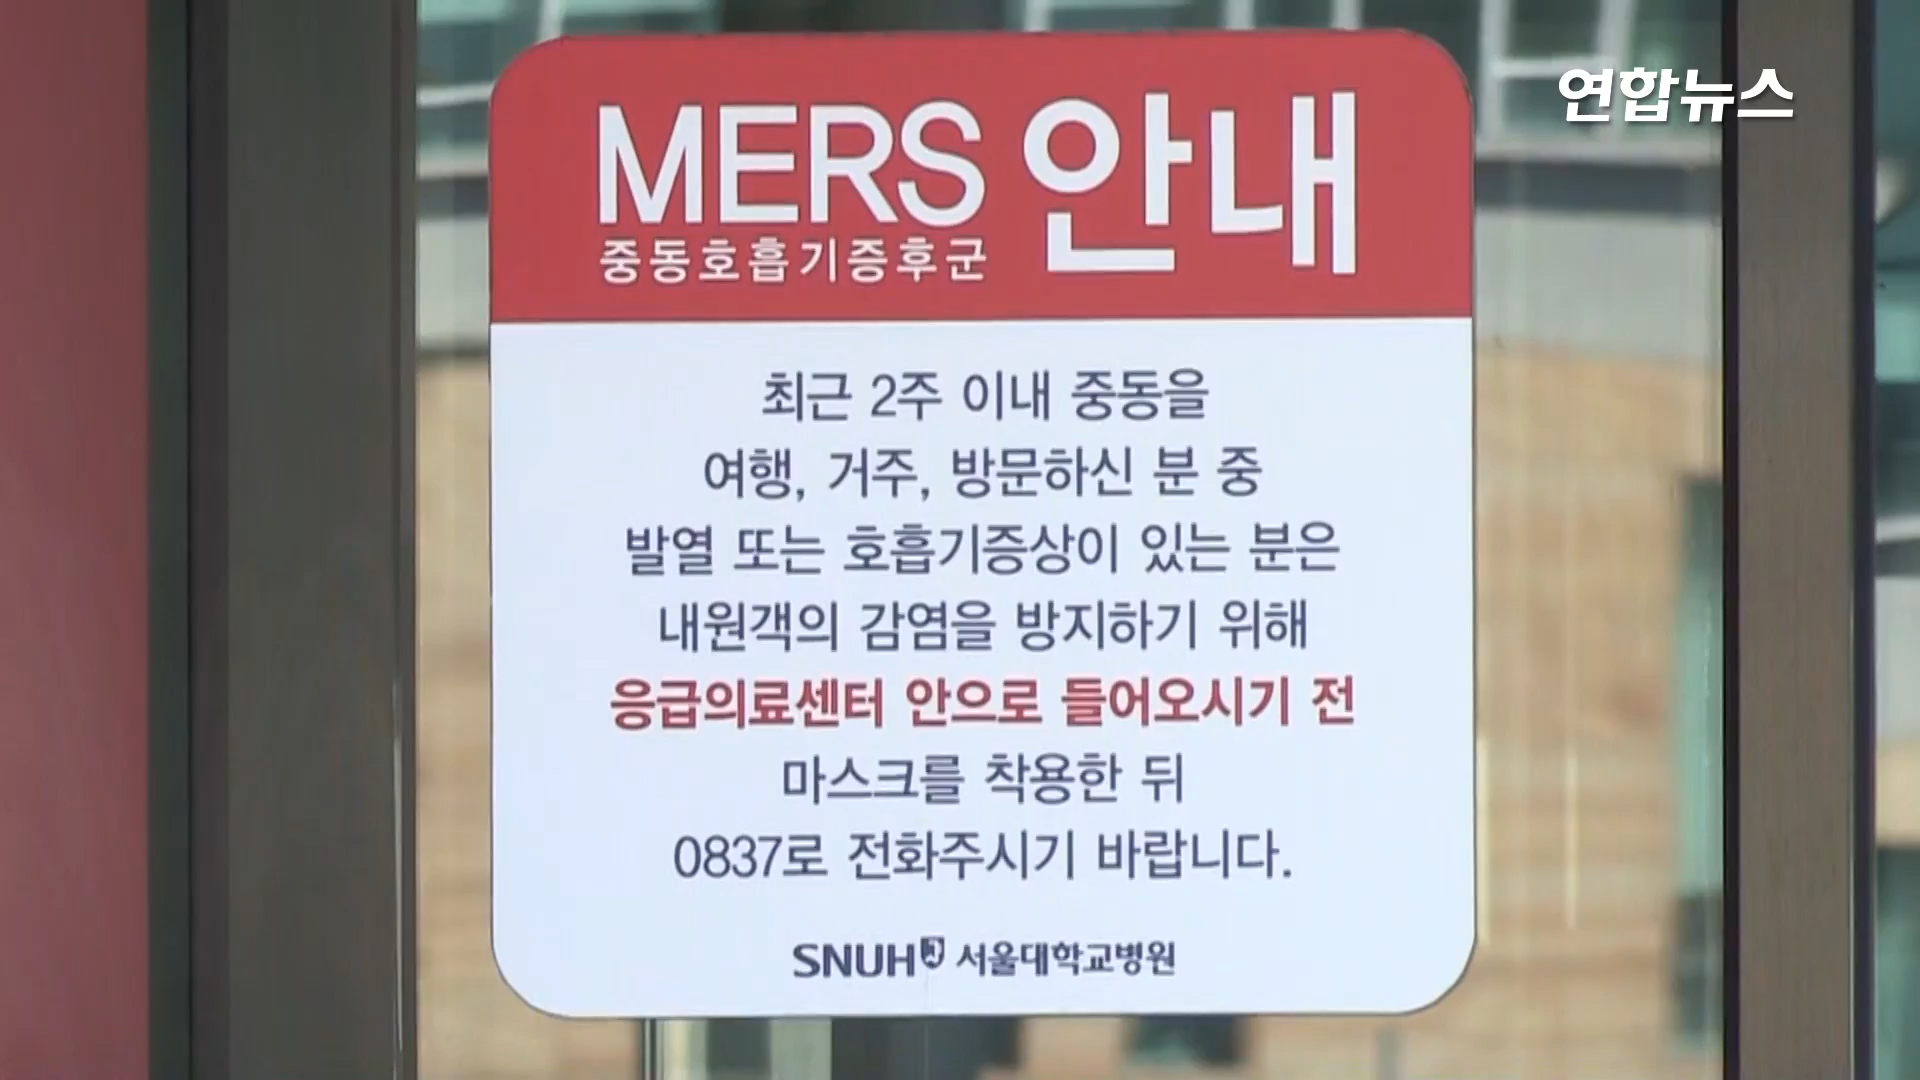 연합뉴스
MERS 안내
중동호흡기증후군
최근 2주 이내 중동을
여행, 거주, 방문하신 분 중
발열 또는 호흡기증상이 있는 분은
내원객의 감염을 방지하기 위해
응급의료센터 안으로 들어오시기 전
마스크를 착용한 뒤
0837로 전화주시기 바랍니다.
SNUH 서울대학교병원